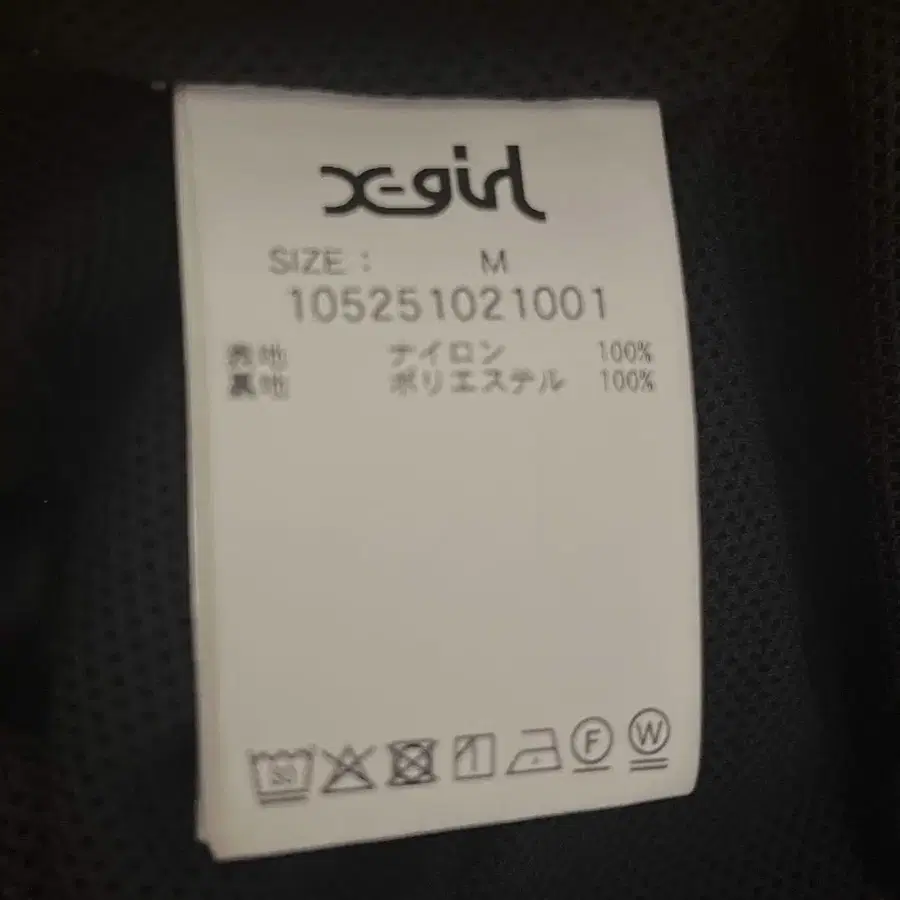 X-girl
SIZE : M
105251021001
表地 ナイロン 100%
裏地 ポリエステル 100%
30 F W